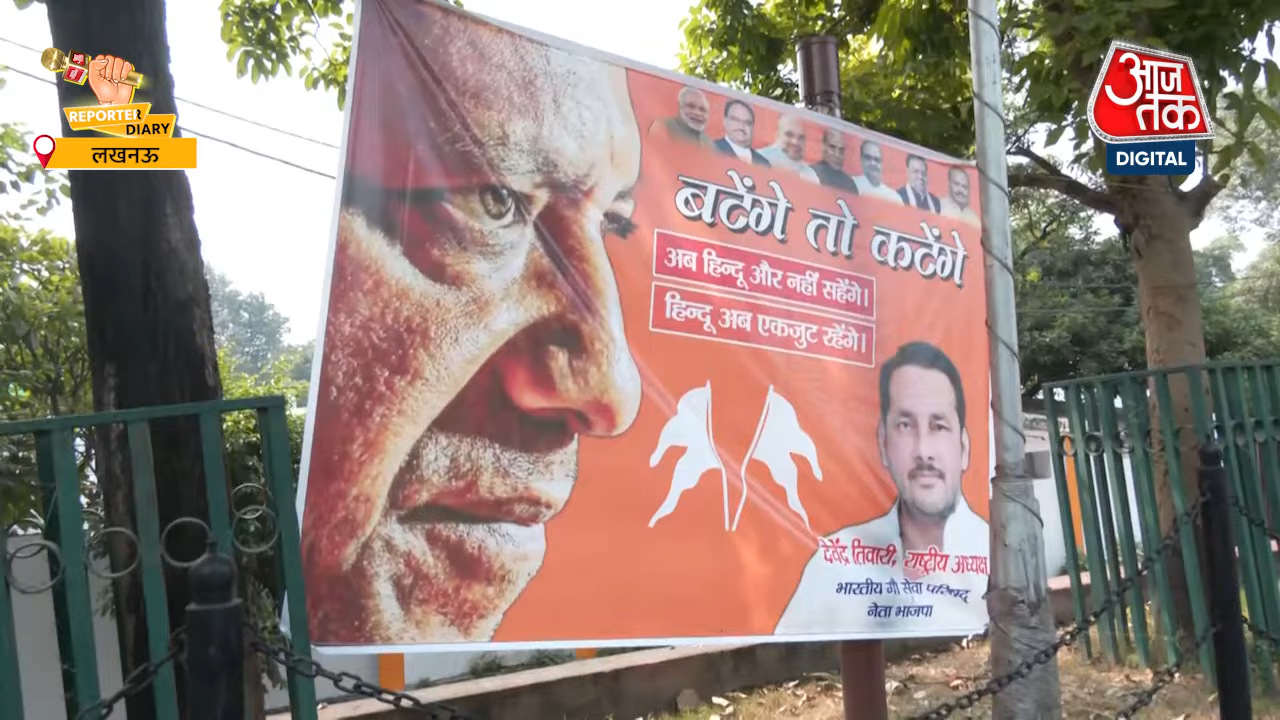 REPORTER
DIARY
लखनऊ
आज
तक
DIGITAL
बटेंगे तो कटेंगे
अब हिन्दू और नहीं सहेंगे।
हिन्दू अब एकजुट रहेंगे।
देवेंद्र तिवारी, राष्ट्रीय अध्यक्ष
भारतीय गौ सेवा परिषद्
नेता भाजपा